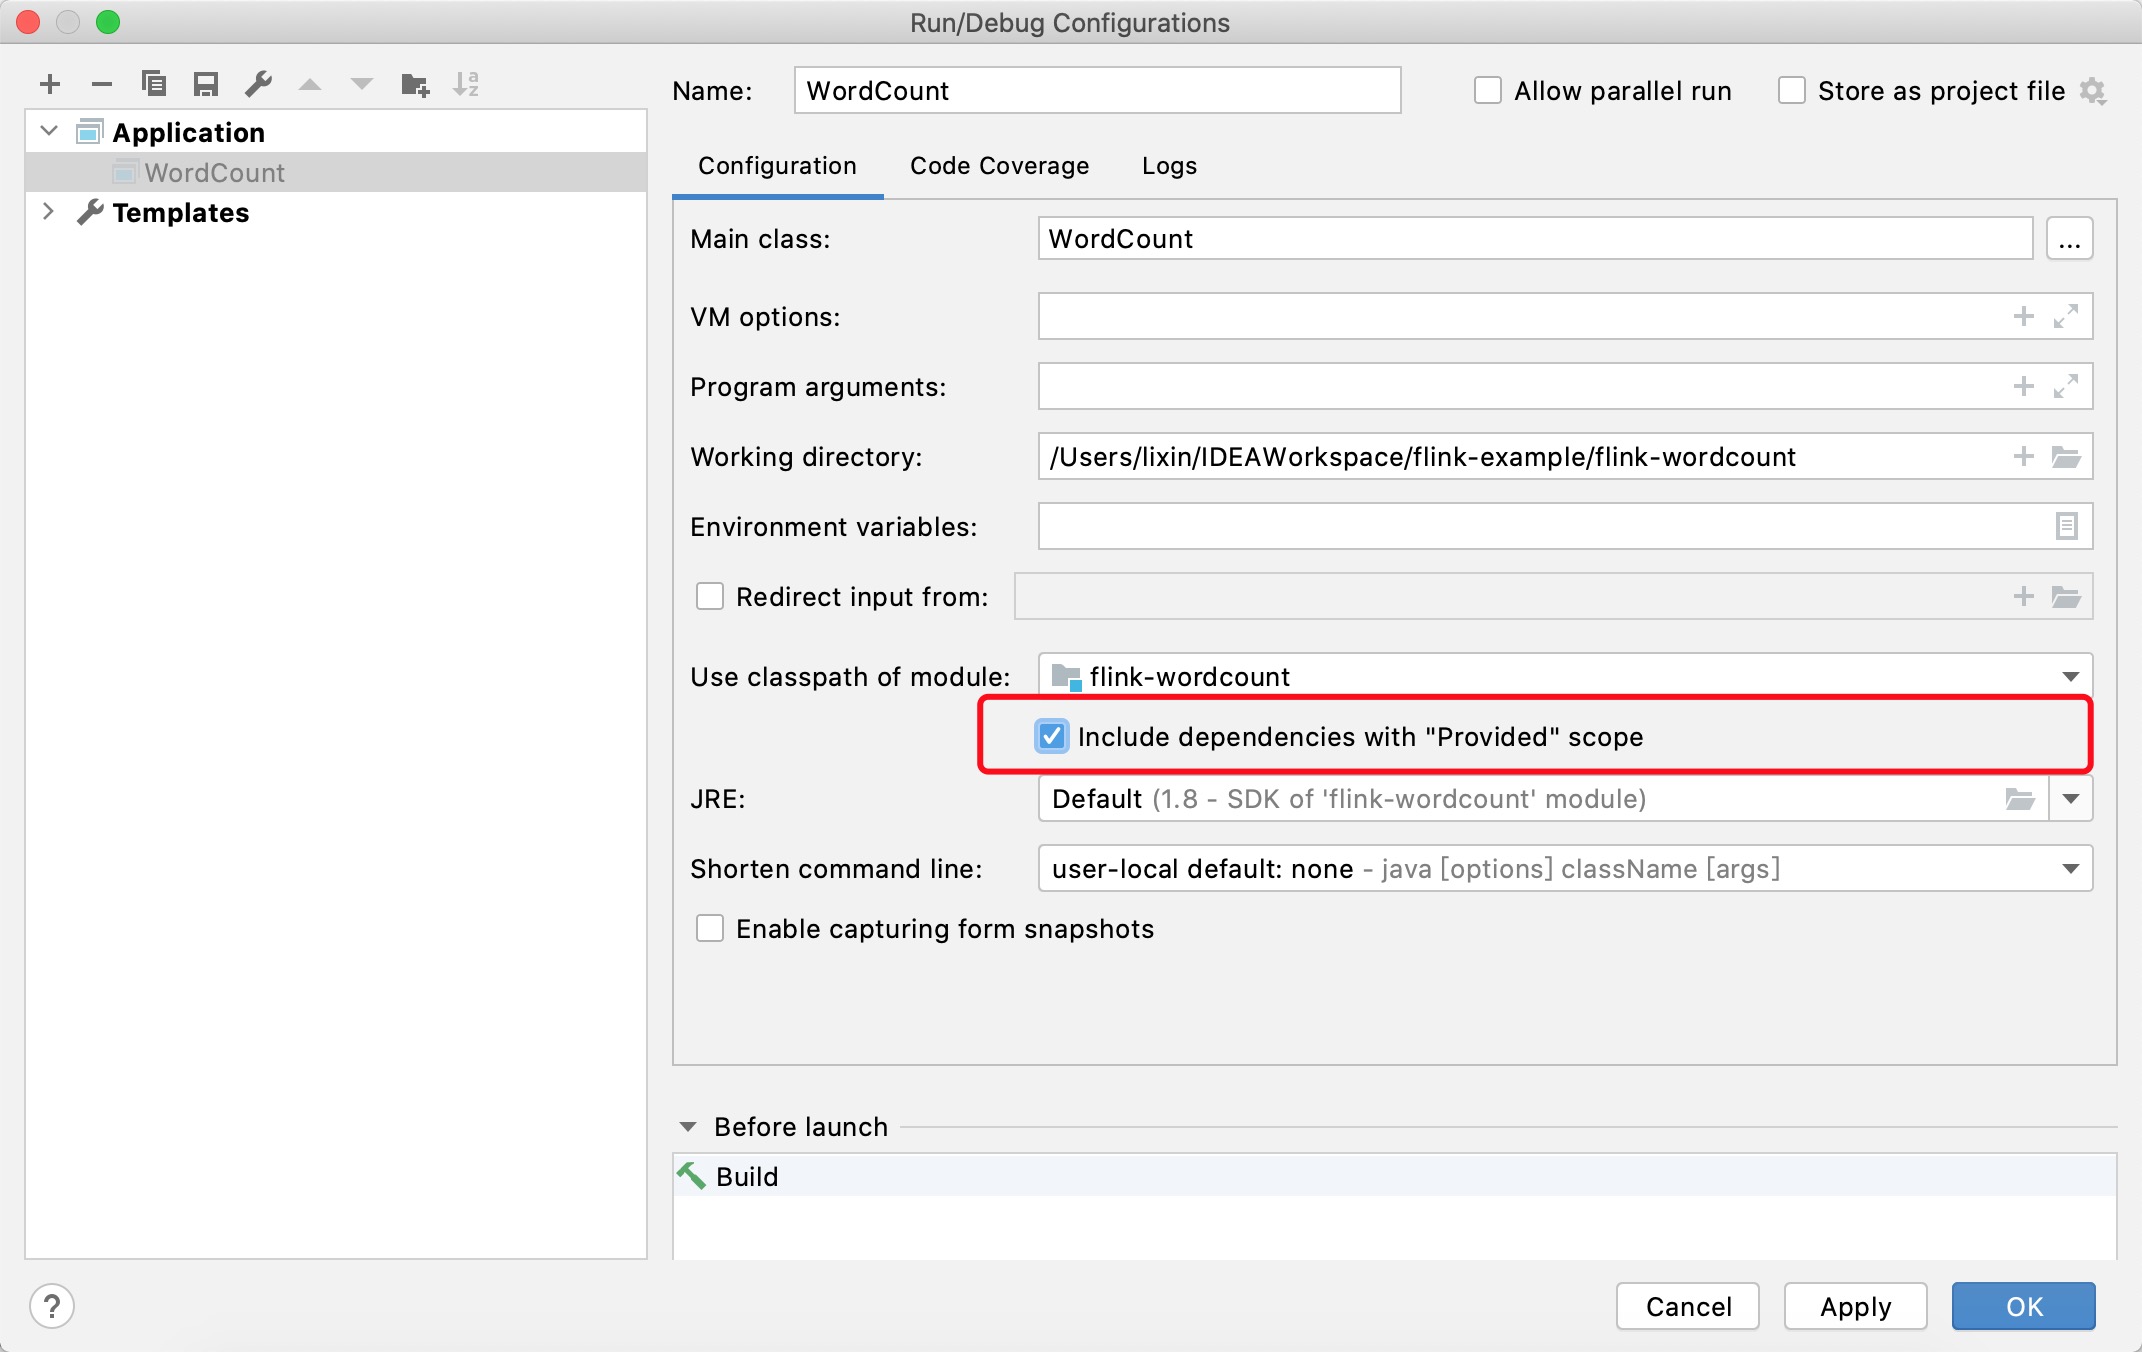 Run/Debug Configurations
Name: WordCount Allow parallel run Store as project file
Application
WordCount
Templates
Configuration Code Coverage Logs
Main class: WordCount ...
VM options:
Program arguments:
Working directory: /Users/lixin/IDEAWorkspace/flink-example/flink-wordcount
Environment variables:
Redirect input from:
Use classpath of module: flink-wordcount
Include dependencies with "Provided" scope
JRE: Default (1.8 - SDK of 'flink-wordcount' module)
Shorten command line: user-local default: none - java [options] className [args]
Enable capturing form snapshots
Before launch
Build
? Cancel Apply OK